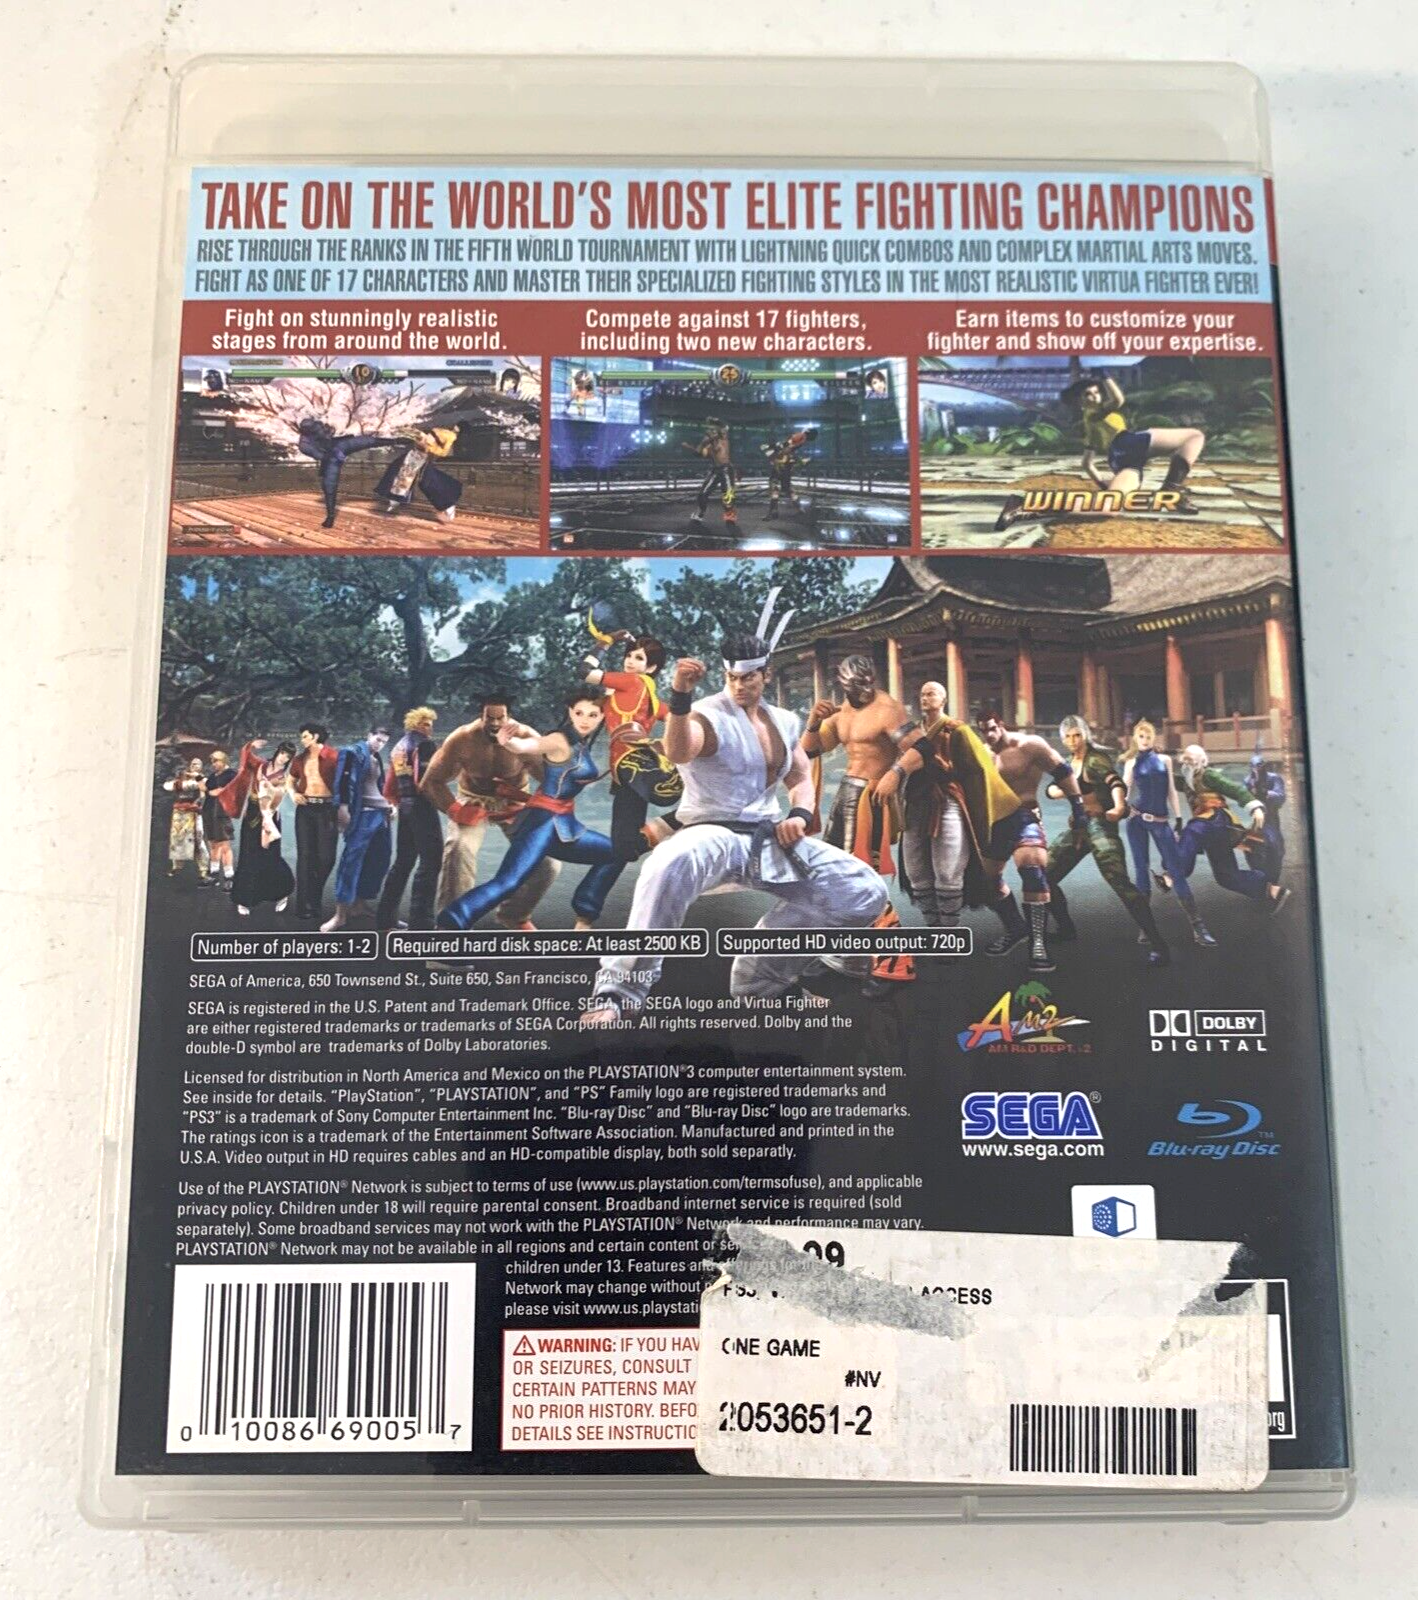 TAKE ON THE WORLD'S MOST ELITE FIGHTING CHAMPIONS
RISE THROUGH THE RANKS IN THE FIFTH WORLD TOURNAMENT WITH LIGHTNING QUICK COMBOS AND COMPLEX MARTIAL ARTS MOVES.
FIGHT AS ONE OF 17 CHARACTERS AND MASTER THEIR SPECIALIZED FIGHTING STYLES IN THE MOST REALISTIC VIRTUA FIGHTER EVER!
Fight on stunningly realistic
stages from around the world.
Compete against 17 fighters,
including two new characters.
Earn items to customize your
fighter and show off your expertise.
WINNER
Number of players: 1-2
Required hard disk space: At least 2500 KB
Supported HD video output: 720p
SEGA of America, 650 Townsend St., Suite 650, San Francisco, CA 94103
SEGA is registered in the U.S. Patent and Trademark Office. SEGA, the SEGA logo and Virtua Fighter
are either registered trademarks or trademarks of SEGA Corporation. All rights reserved. Dolby and the
double-D symbol are trademarks of Dolby Laboratories.
Licensed for distribution in North America and Mexico on the PLAYSTATION®3 computer entertainment system.
See inside for details. "PlayStation", "PLAYSTATION", and "PS" Family logo are registered trademarks and
"PS3" is a trademark of Sony Computer Entertainment Inc. "Blu-ray Disc" and "Blu-ray Disc" logo are trademarks.
The ratings icon is a trademark of the Entertainment Software Association. Manufactured and printed in the
U.S.A. Video output in HD requires cables and an HD-compatible display, both sold separatly.
Use of the PLAYSTATION® Network is subject to terms of use (www.us.playstation.com/termsofuse), and applicable
privacy policy. Children under 18 will require parental consent. Broadband internet service is required (sold
separately). Some broadband services may not work with the PLAYSTATION® Network and performance may vary.
PLAYSTATION® Network may not be available in all regions and certain content or
children under 13. Features and offerings
Network may change without
please visit www.us.playstati
AM2
AM R&D DEPT. #2
DOLBY
DIGITAL
SEGA®
www.sega.com
Blu-ray Disc™
WARNING: IF YOU HAV
OR SEIZURES, CONSULT
CERTAIN PATTERNS MAY
NO PRIOR HISTORY. BEFO
DETAILS SEE INSTRUCTIO
0 10086 69005 7
99
ACCESS
ONE GAME
#NV
2053651-2
org